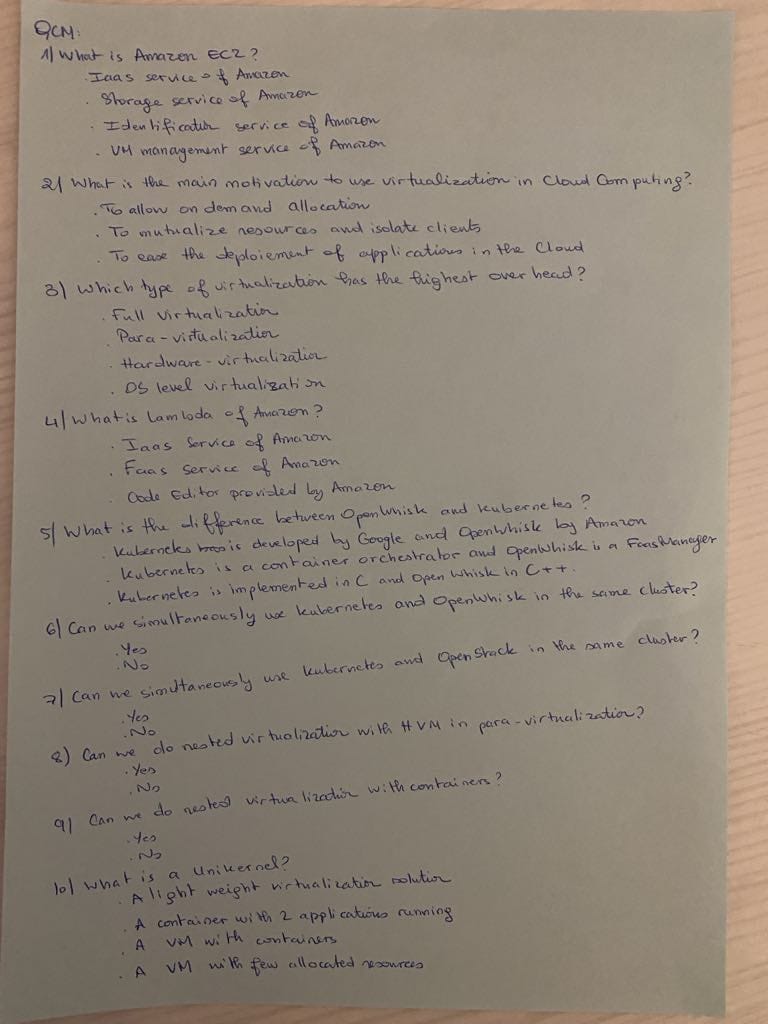 QCM:
1) What is Amazon EC2?
. Iaas service of Amazon
. Storage service of Amazon
. Identification service of Amazon
. VM management service of Amazon
2) What is the main motivation to use virtualization in Cloud Computing?
. To allow on demand allocation
. To mutualize resources and isolate clients
. To ease the deploiement of applications in the Cloud
3) Which type of virtualization has the highest over head?
. Full virtualization
. Para-virtualization
. Hardware-virtualization
. OS level virtualization
4) What is Lambda of Amazon?
. Iaas Service of Amazon
. Faas service of Amazon
. Code Editor provided by Amazon
5) What is the difference between OpenWhisk and Kubernetes?
. Kubernetes is developed by Google and OpenWhisk by Amazon
. Kubernetes is a container orchestrator and OpenWhisk is a Faas Manager
. Kubernetes is implemented in C and Open Whisk in C++.
6) Can we simultaneously use Kubernetes and OpenWhisk in the same cluster?
. Yes
. No
7) Can we simultaneously use Kubernetes and OpenStack in the same cluster?
. Yes
. No
8) Can we do nested virtualization with HVM in para-virtualization?
. Yes
. No
9) Can we do nested virtualization with containers?
. Yes
. No
10) What is a Unikernel?
. A light weight virtualization solution
. A container with 2 applications running
. A VM with containers
. A VM with few allocated resources